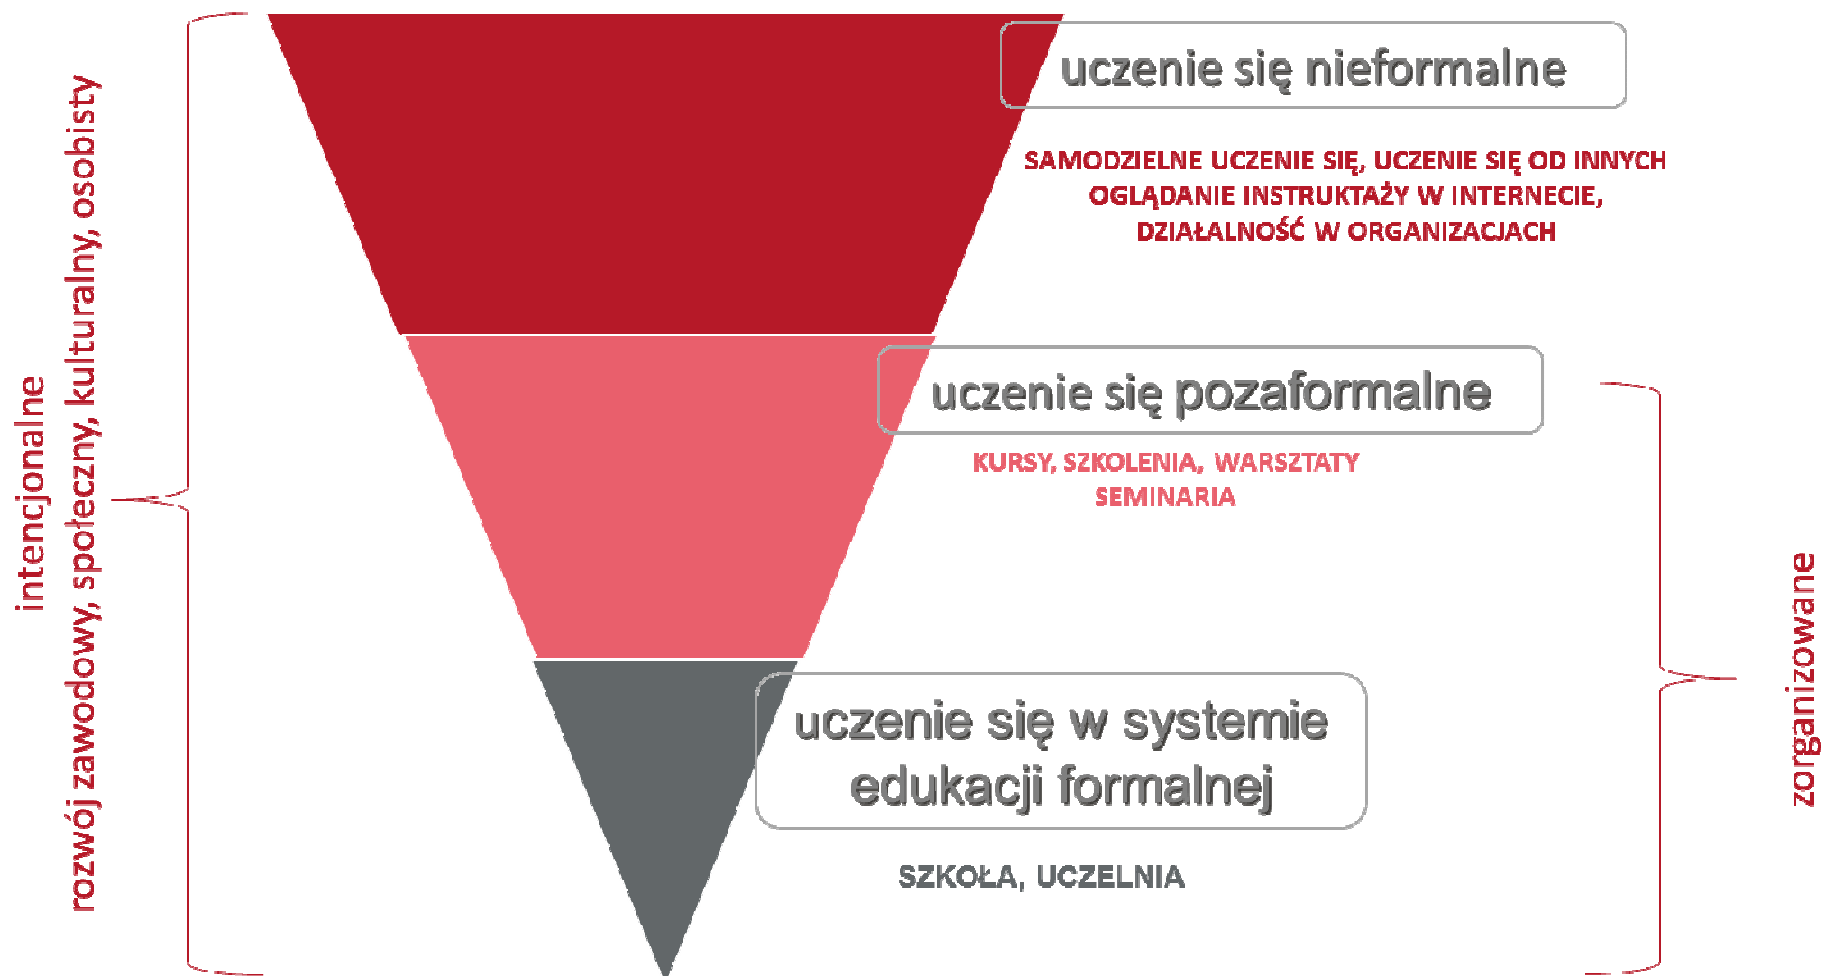 intencjonalne
rozwój zawodowy, społeczny, kulturalny, osobisty
uczenie się nieformalne
SAMODZIELNE UCZENIE SIĘ, UCZENIE SIĘ OD INNYCH
OGLĄDANIE INSTRUKTAŻY W INTERNECIE,
DZIAŁALNOŚĆ W ORGANIZACJACH
uczenie się pozaformalne
KURSY, SZKOLENIA, WARSZTATY
SEMINARIA
uczenie się w systemie
edukacji formalnej
SZKOŁA, UCZELNIA
zorganizowane